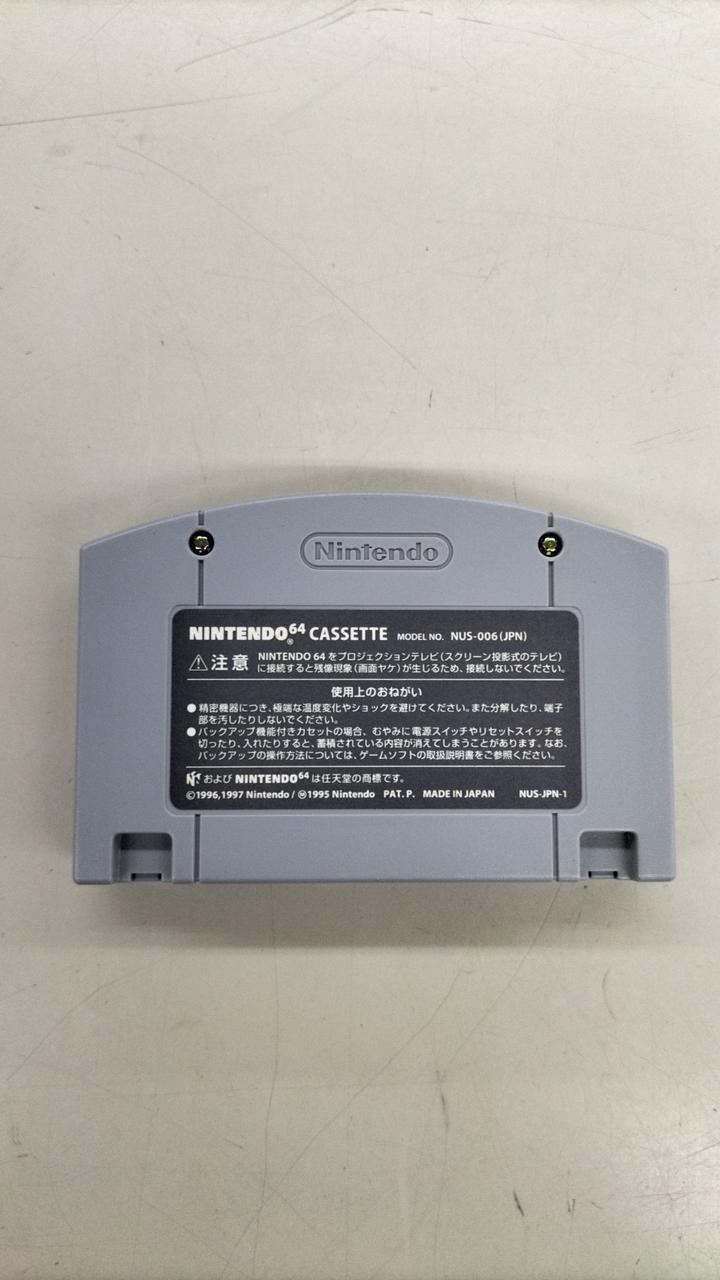 Nintendo
NINTENDO64 CASSETTE MODEL NO. NUS-006(JPN)
®
⚠注意 NINTENDO 64 をプロジェクションテレビ(スクリーン投影式のテレビ)
に接続すると残像現象(画面ヤケ)が生じるため、接続しないでください。
使用上のおねがい
●精密機器につき、極端な温度変化やショックを避けてください。また分解したり、端子
部を汚したりしないでください。
●バックアップ機能付きカセットの場合、むやみに電源スイッチやリセットスイッチを
切ったり、入れたりすると、蓄積されている内容が消えてしまうことがあります。なお、
バックアップの操作方法については、ゲームソフトの取扱説明書をご参照ください。
N およびNINTENDO64は任天堂の商標です。
©1996,1997 Nintendo / Ⓜ1995 Nintendo PAT. P. MADE IN JAPAN NUS-JPN-1